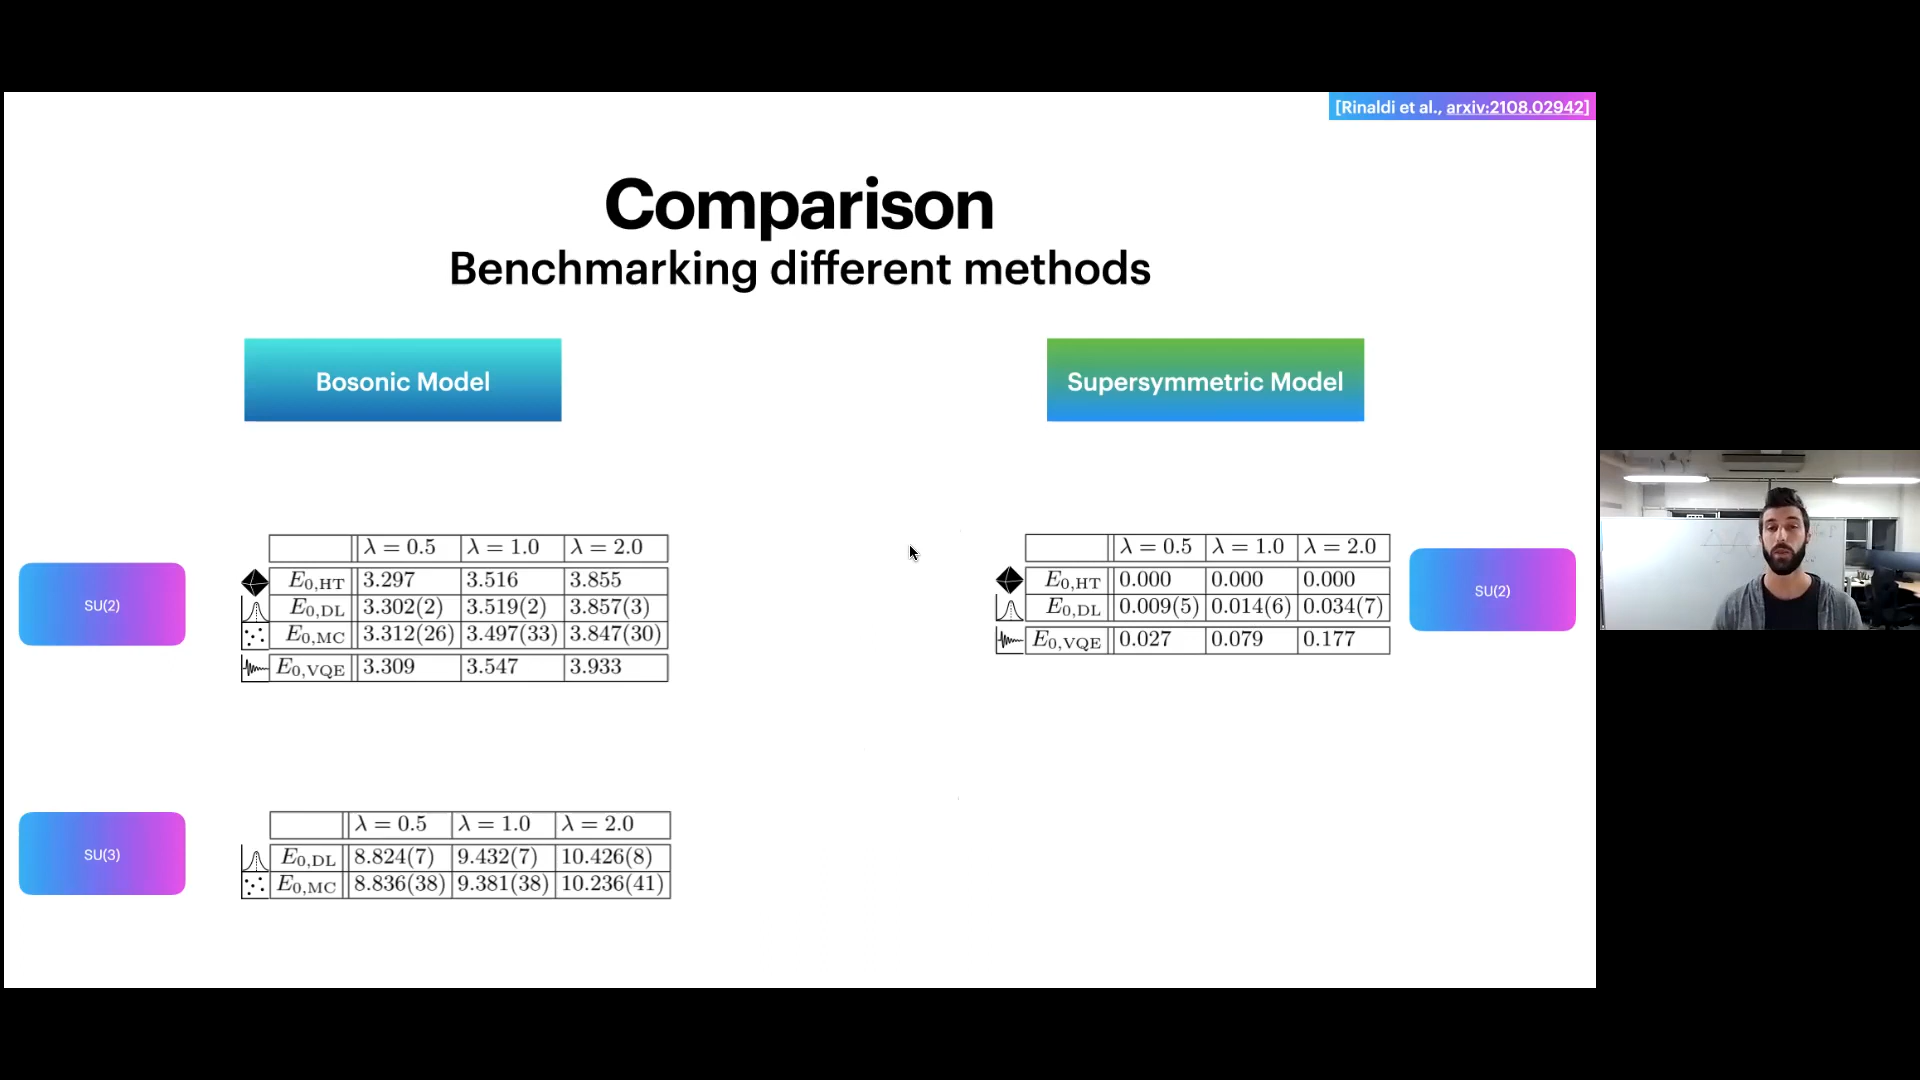 [Rinaldi et al., arxiv:2108.02942]
Comparison
Benchmarking different methods
Bosonic Model
Supersymmetric Model
SU(2)
λ = 0.5 λ = 1.0 λ = 2.0
E0,HT 3.297 3.516 3.855
E0,DL 3.302(2) 3.519(2) 3.857(3)
E0,MC 3.312(26) 3.497(33) 3.847(30)
E0,VQE 3.309 3.547 3.933
λ = 0.5 λ = 1.0 λ = 2.0
E0,HT 0.000 0.000 0.000
E0,DL 0.009(5) 0.014(6) 0.034(7)
E0,VQE 0.027 0.079 0.177
SU(2)
SU(3)
λ = 0.5 λ = 1.0 λ = 2.0
E0,DL 8.824(7) 9.432(7) 10.426(8)
E0,MC 8.836(38) 9.381(38) 10.236(41)